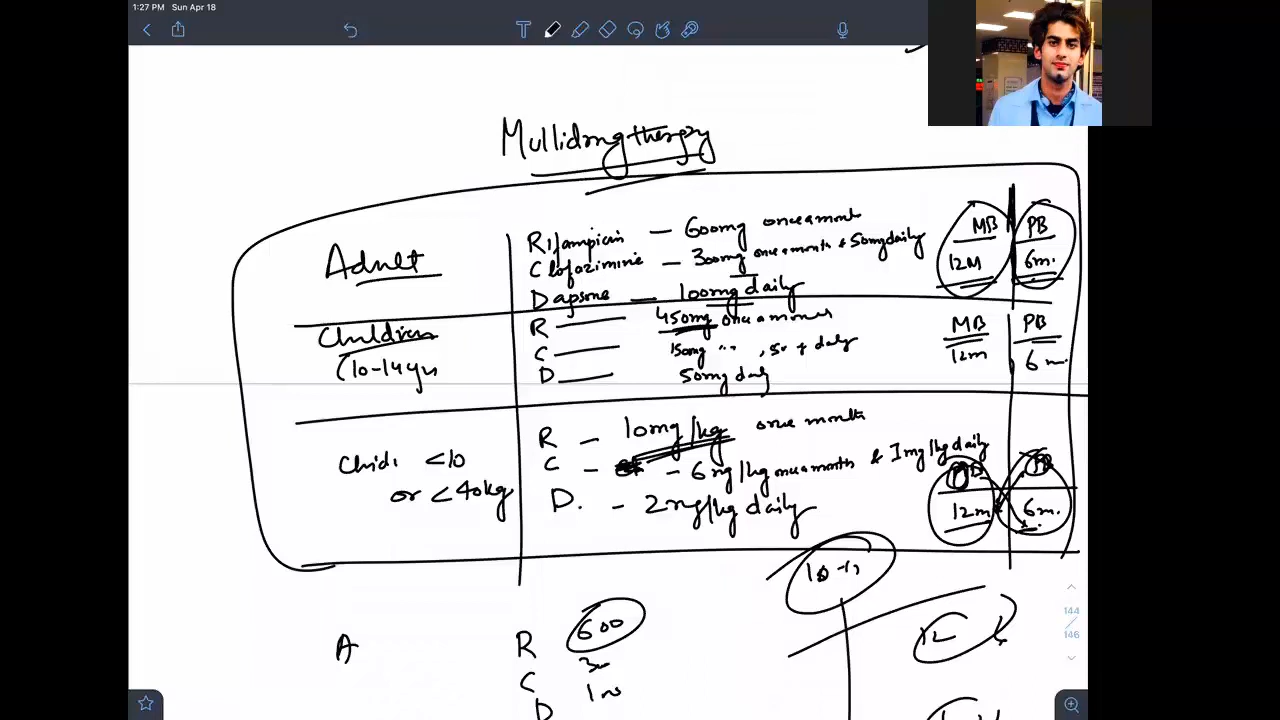 1:27 PM Sun Apr 18
Mullidrug therapy
Adult
Rifampicin — 600mg once a month
Clofazimine — 300mg once a month & 50mg daily
Dapsone — 100mg daily
MB PB
12M 6m.
Children
(10-14yrs
R — 450mg once a month
C — 150mg " " , 50 daily
D — 50mg daily
MB PB
12m 6m.
Child. <10
or <40kg
R - 10mg/kg once month
C - - 6mg/kg once a month & 1mg/kg daily
D. - 2mg/kg daily
12m 6m.
10-
A
R 600
C
D
144
/
146